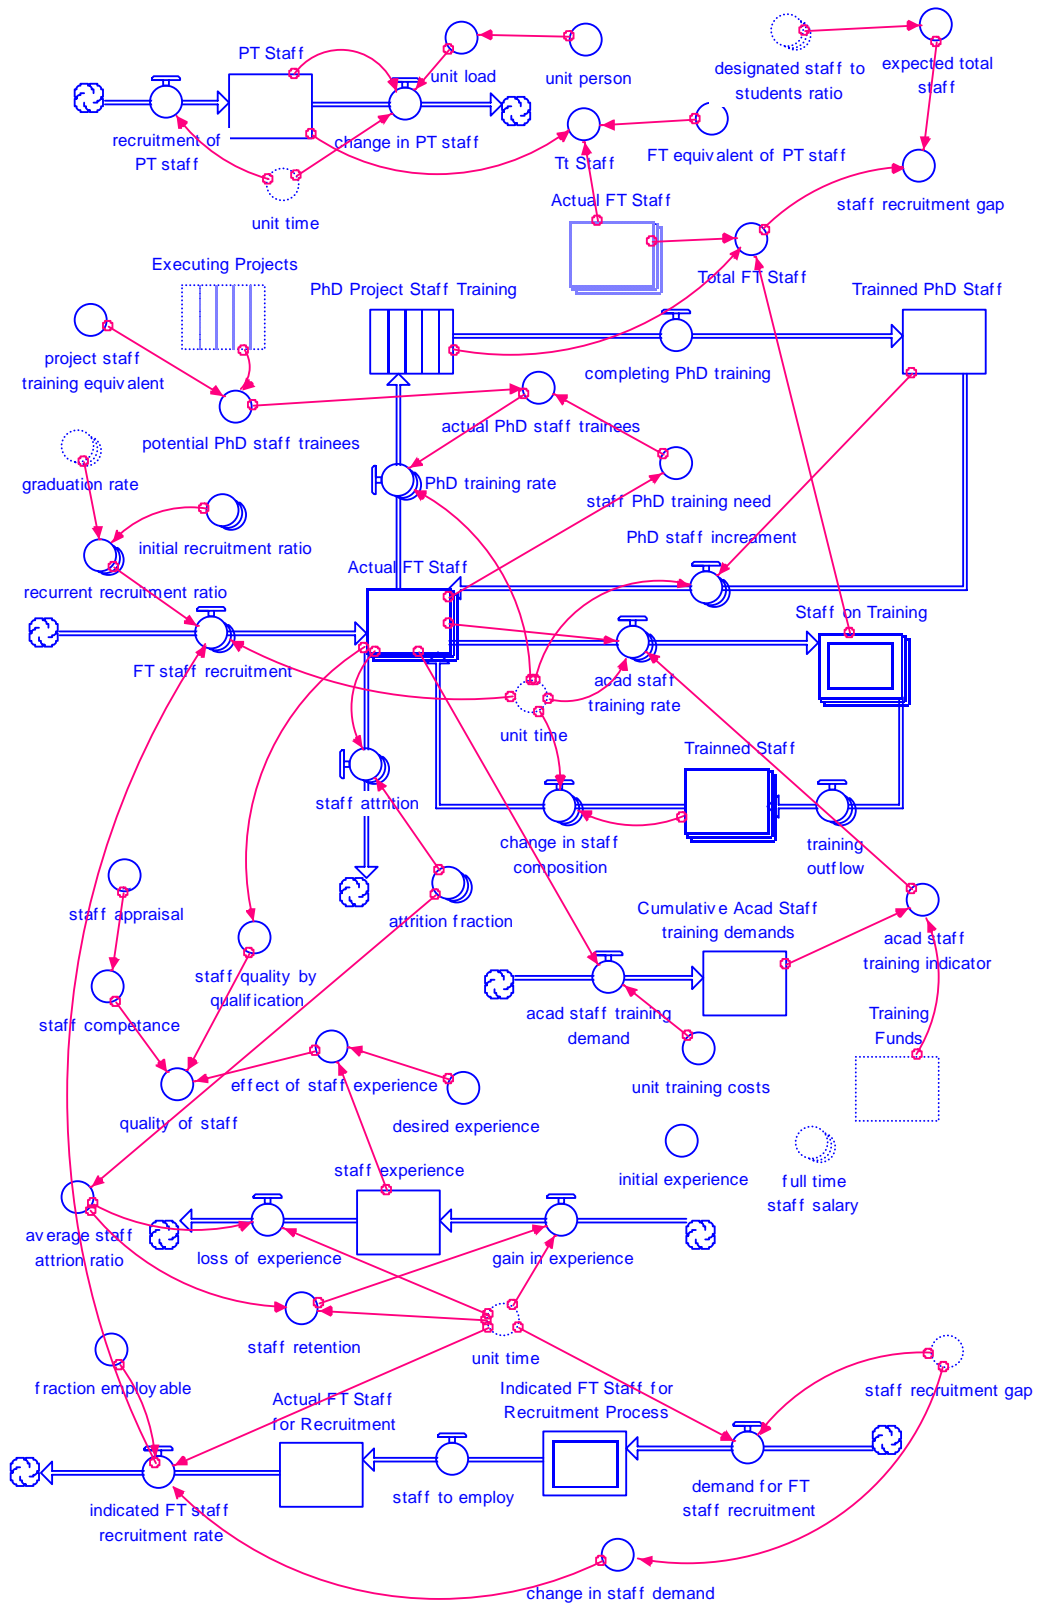 PT Staff
unit load
unit person
designated staff to
students ratio
expected total
staff
recruitment of
PT staff
change in PT staff
Tt Staff
FT equivalent of PT staff
unit time
Actual FT Staff
staff recruitment gap
Executing Projects
PhD Project Staff Training
Total FT Staff
Trainned PhD Staff
project staff
training equivalent
completing PhD training
potential PhD staff trainees
actual PhD staff trainees
graduation rate
PhD training rate
staff PhD training need
initial recruitment ratio
PhD staff increament
Actual FT Staff
recurrent recruitment ratio
Staff on Training
FT staff recruitment
acad staff
training rate
unit time
Trainned Staff
staff attrition
change in staff
composition
training
outflow
staff appraisal
attrition fraction
Cumulative Acad Staff
training demands
acad staff
training indicator
staff quality by
qualification
staff competance
acad staff training
demand
Training
Funds
effect of staff experience
unit training costs
quality of staff
desired experience
staff experience
initial experience
full time
staff salary
average staff
attrion ratio
loss of experience
gain in experience
staff retention
unit time
fraction employable
Actual FT Staff
for Recruitment
Indicated FT Staff for
Recruitment Process
staff recruitment gap
indicated FT staff
recruitment rate
staff to employ
demand for FT
staff recruitment
change in staff demand